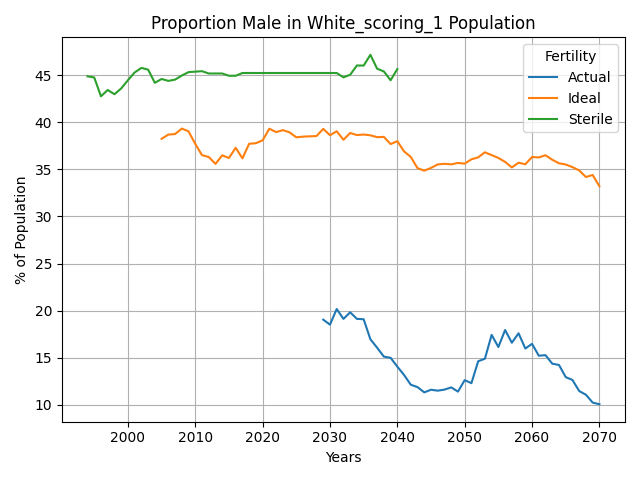 Proportion Male in White_scoring_1 Population
Fertility
Actual
Ideal
Sterile
% of Population
45
40
35
30
25
20
15
10
2000 2010 2020 2030 2040 2050 2060 2070
Years